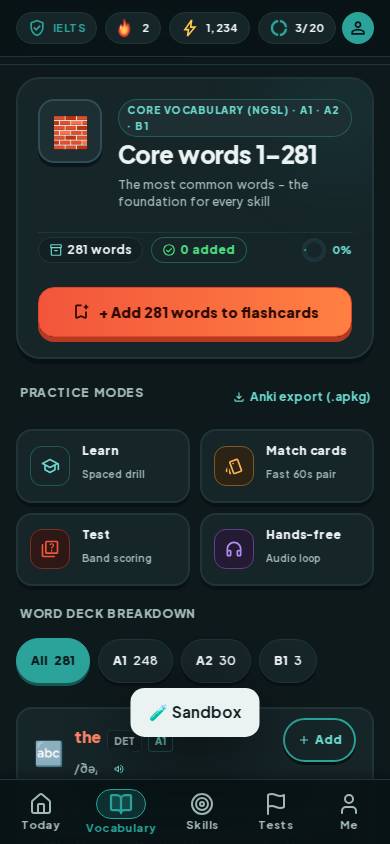 IELTS 2 1,234 3/20
CORE VOCABULARY (NGSL) · A1 · A2
· B1
Core words 1–281
The most common words – the
foundation for every skill
281 words 0 added 0%
+ Add 281 words to flashcards
PRACTICE MODES Anki export (.apkg)
Learn
Spaced drill
Match cards
Fast 60s pair
Test
Band scoring
Hands-free
Audio loop
WORD DECK BREAKDOWN
All 281 A1 248 A2 30 B1 3
Sandbox
abc the DET A1 + Add
/ðə,
Today Vocabulary Skills Tests Me